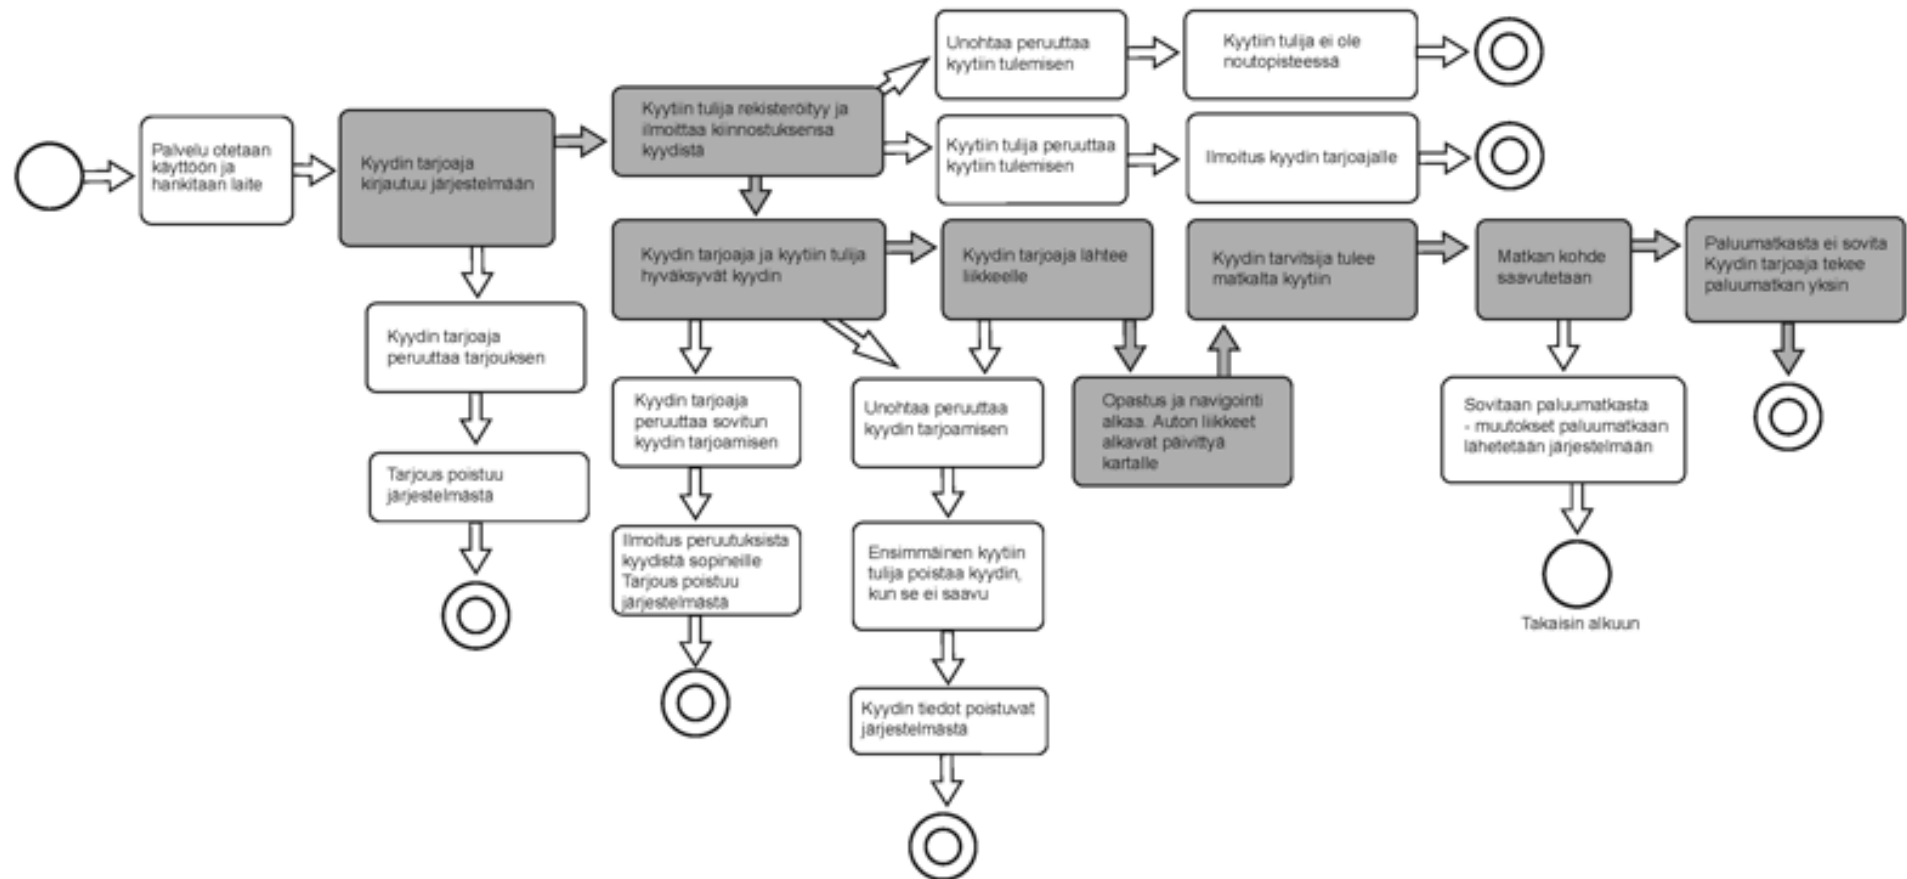 Unohtaa peruuttaa
kyytiin tulemisen
Kyytiin tulija ei ole
noutopisteessä
Palvelu otetaan
käyttöön ja
hankitaan laite
Kyydin tarjoaja
kirjautuu järjestelmään
Kyytiin tulija rekisteröityy ja
ilmoittaa kiinnostuksensa
kyydistä
Kyytiin tulija peruuttaa
kyytiin tulemisen
Ilmoitus kyydin tarjoajalle
Kyydin tarjoaja ja kyytiin tulija
hyväksyvät kyydin
Kyydin tarjoaja lähtee
liikkeelle
Kyydin tarvitsija tulee
matkalta kyytiin
Matkan kohde
saavutetaan
Paluumatkasta ei sovita
Kyydin tarjoaja tekee
paluumatkan yksin
Kyydin tarjoaja
peruuttaa tarjouksen
Kyydin tarjoaja
peruuttaa sovitun
kyydin tarjoamisen
Unohtaa peruuttaa
kyydin tarjoamisen
Opastus ja navigointi
alkaa. Auton liikkeet
alkavat päivittyä
kartalle
Sovitaan paluumatkasta
- muutokset paluumatkaan
lähetetään järjestelmään
Tarjous poistuu
järjestelmästä
Ilmoitus peruutuksista
kyydistä sopineille
Tarjous poistuu
järjestelmästä
Ensimmäinen kyytiin
tulija poistaa kyydin,
kun se ei saavu
Takaisin alkuun
Kyydin tiedot poistuvat
järjestelmästä